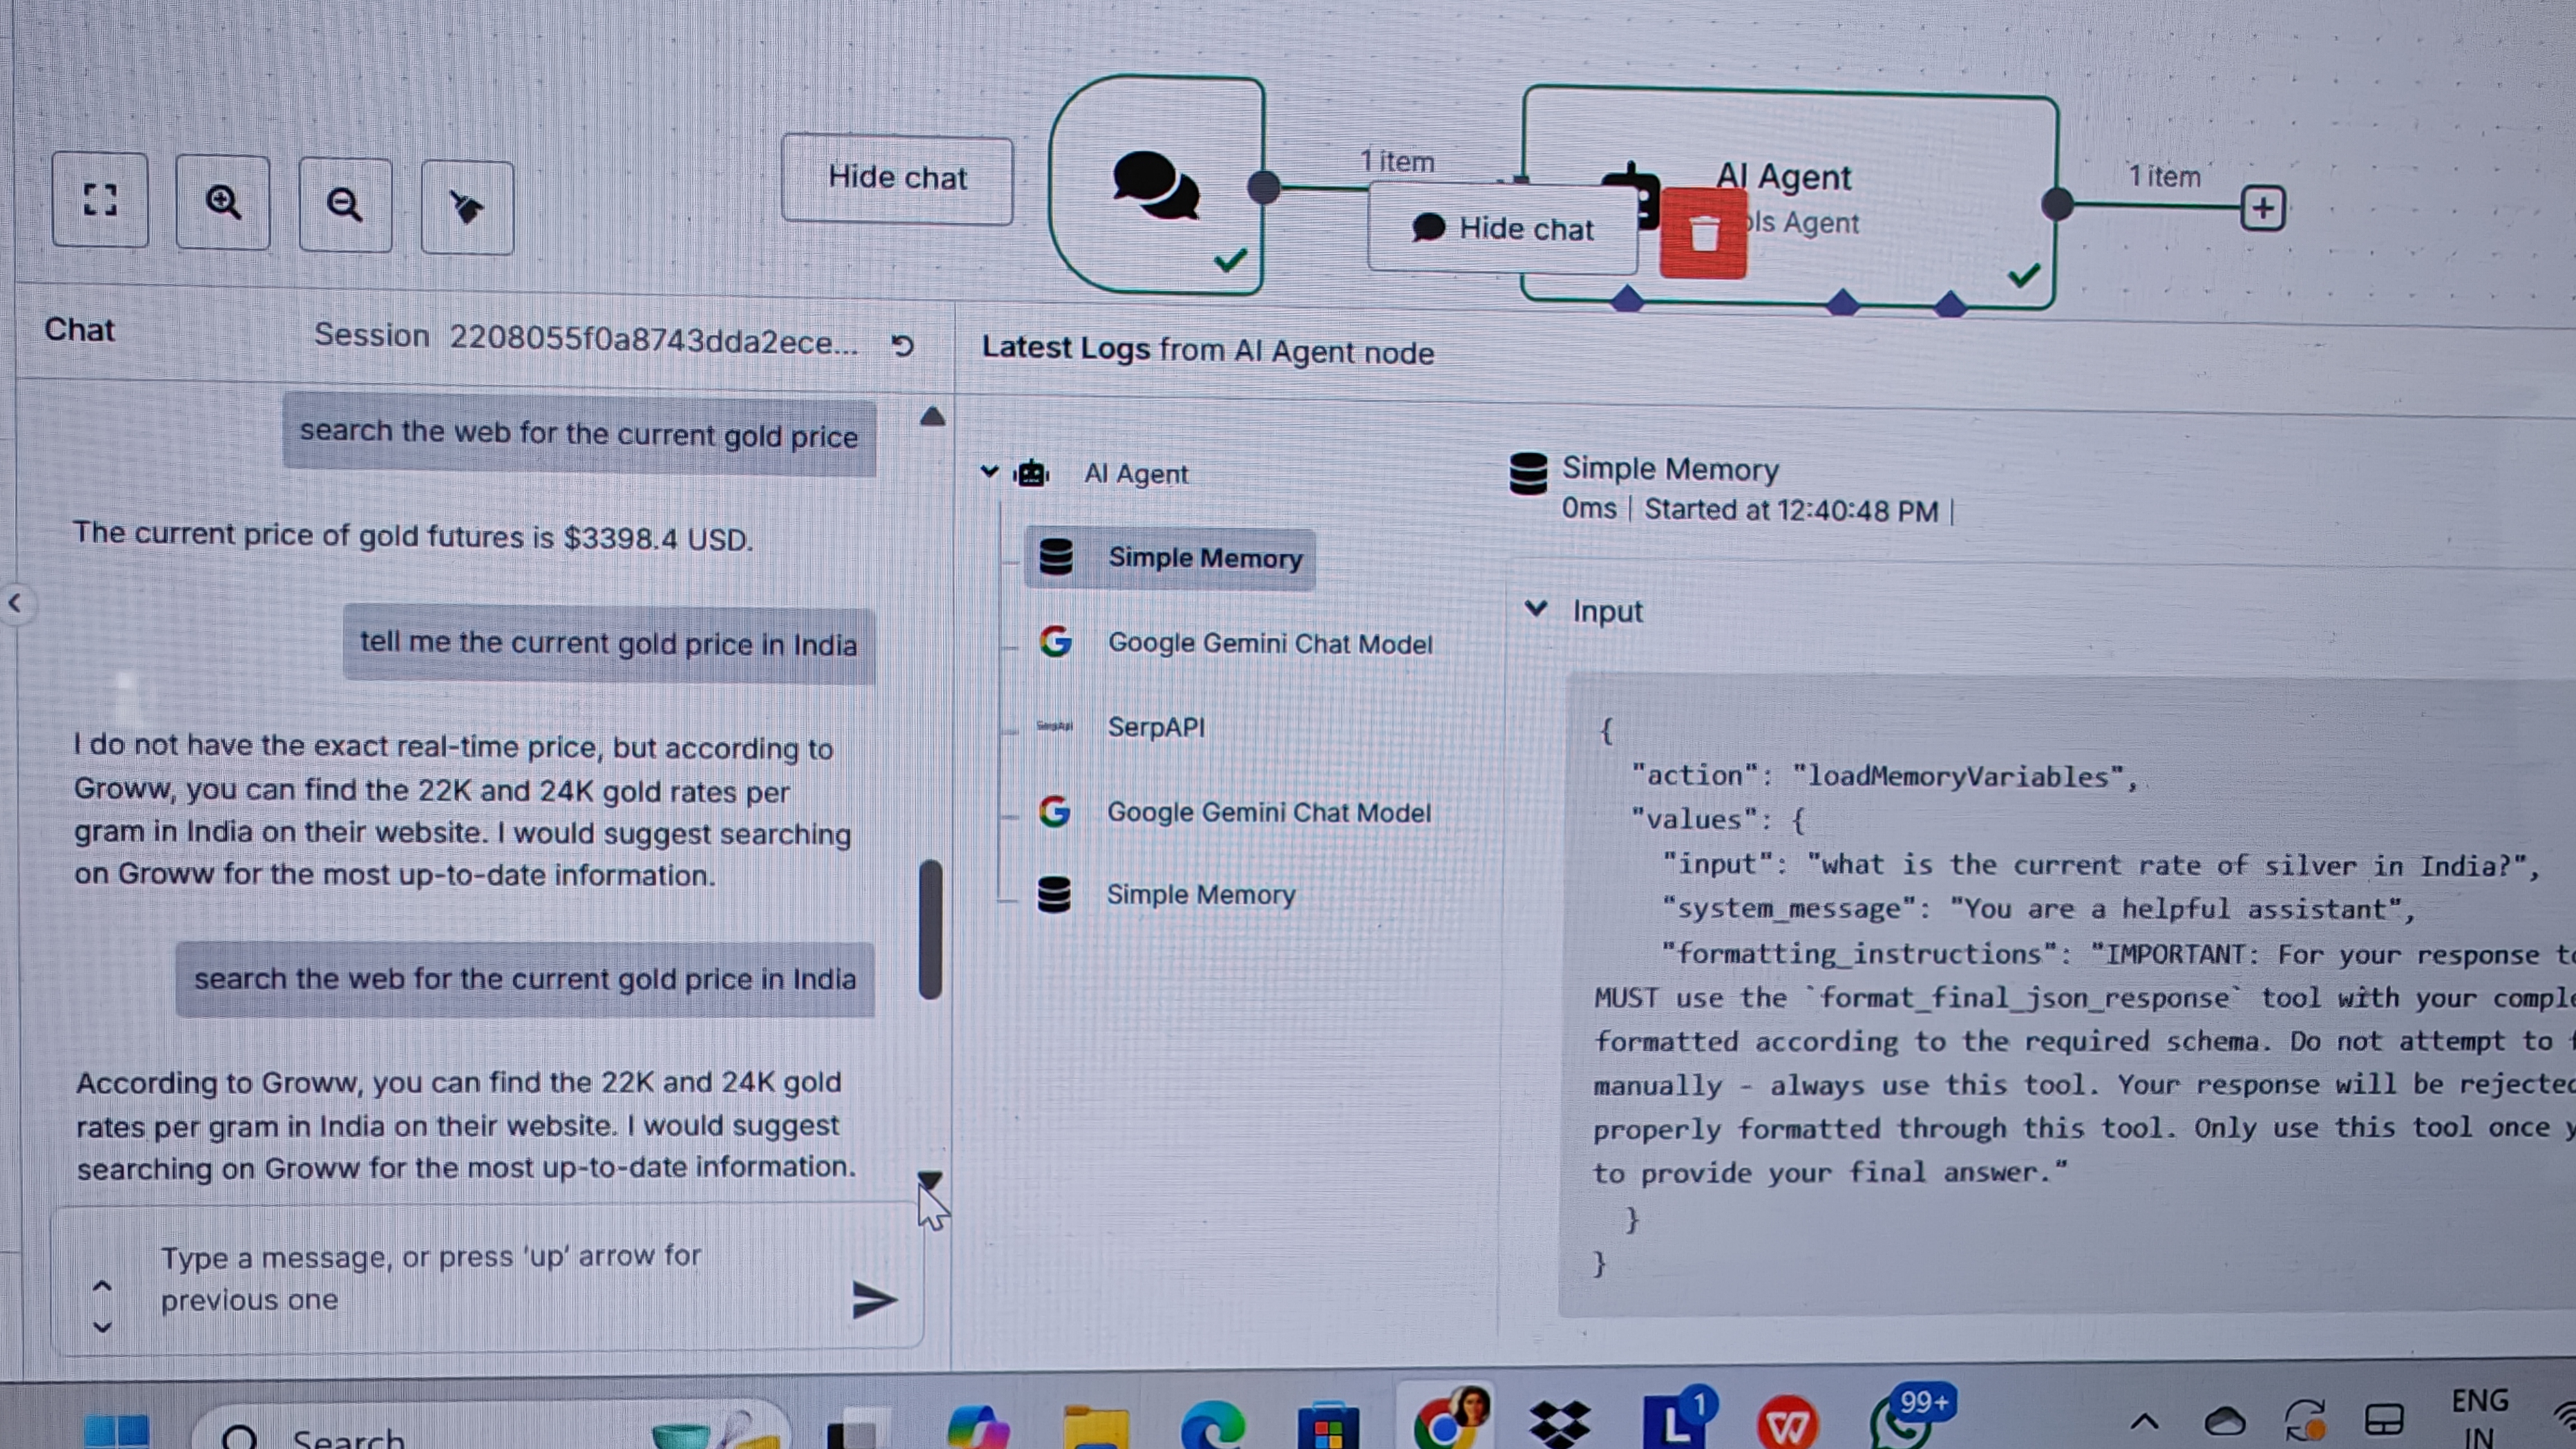 Hide chat
1 item
AI Agent
Hide chat
ols Agent
1 item
Chat
Session 2208055f0a8743dda2ece...
Latest Logs from AI Agent node
search the web for the current gold price
The current price of gold futures is $3398.4 USD.
tell me the current gold price in India
I do not have the exact real-time price, but according to
Groww, you can find the 22K and 24K gold rates per
gram in India on their website. I would suggest searching
on Groww for the most up-to-date information.
search the web for the current gold price in India
According to Groww, you can find the 22K and 24K gold
rates per gram in India on their website. I would suggest
searching on Groww for the most up-to-date information.
Type a message, or press 'up' arrow for
previous one
AI Agent
Simple Memory
Google Gemini Chat Model
SerpApi SerpAPI
Google Gemini Chat Model
Simple Memory
Simple Memory
0ms | Started at 12:40:48 PM |
Input
{
"action": "loadMemoryVariables",
"values": {
"input": "what is the current rate of silver in India?",
"system_message": "You are a helpful assistant",
"formatting_instructions": "IMPORTANT: For your response to
MUST use the `format_final_json_response` tool with your comple
formatted according to the required schema. Do not attempt to f
manually - always use this tool. Your response will be rejected
properly formatted through this tool. Only use this tool once y
to provide your final answer."
}
}
Search
L
1
W
99+
ENG
IN